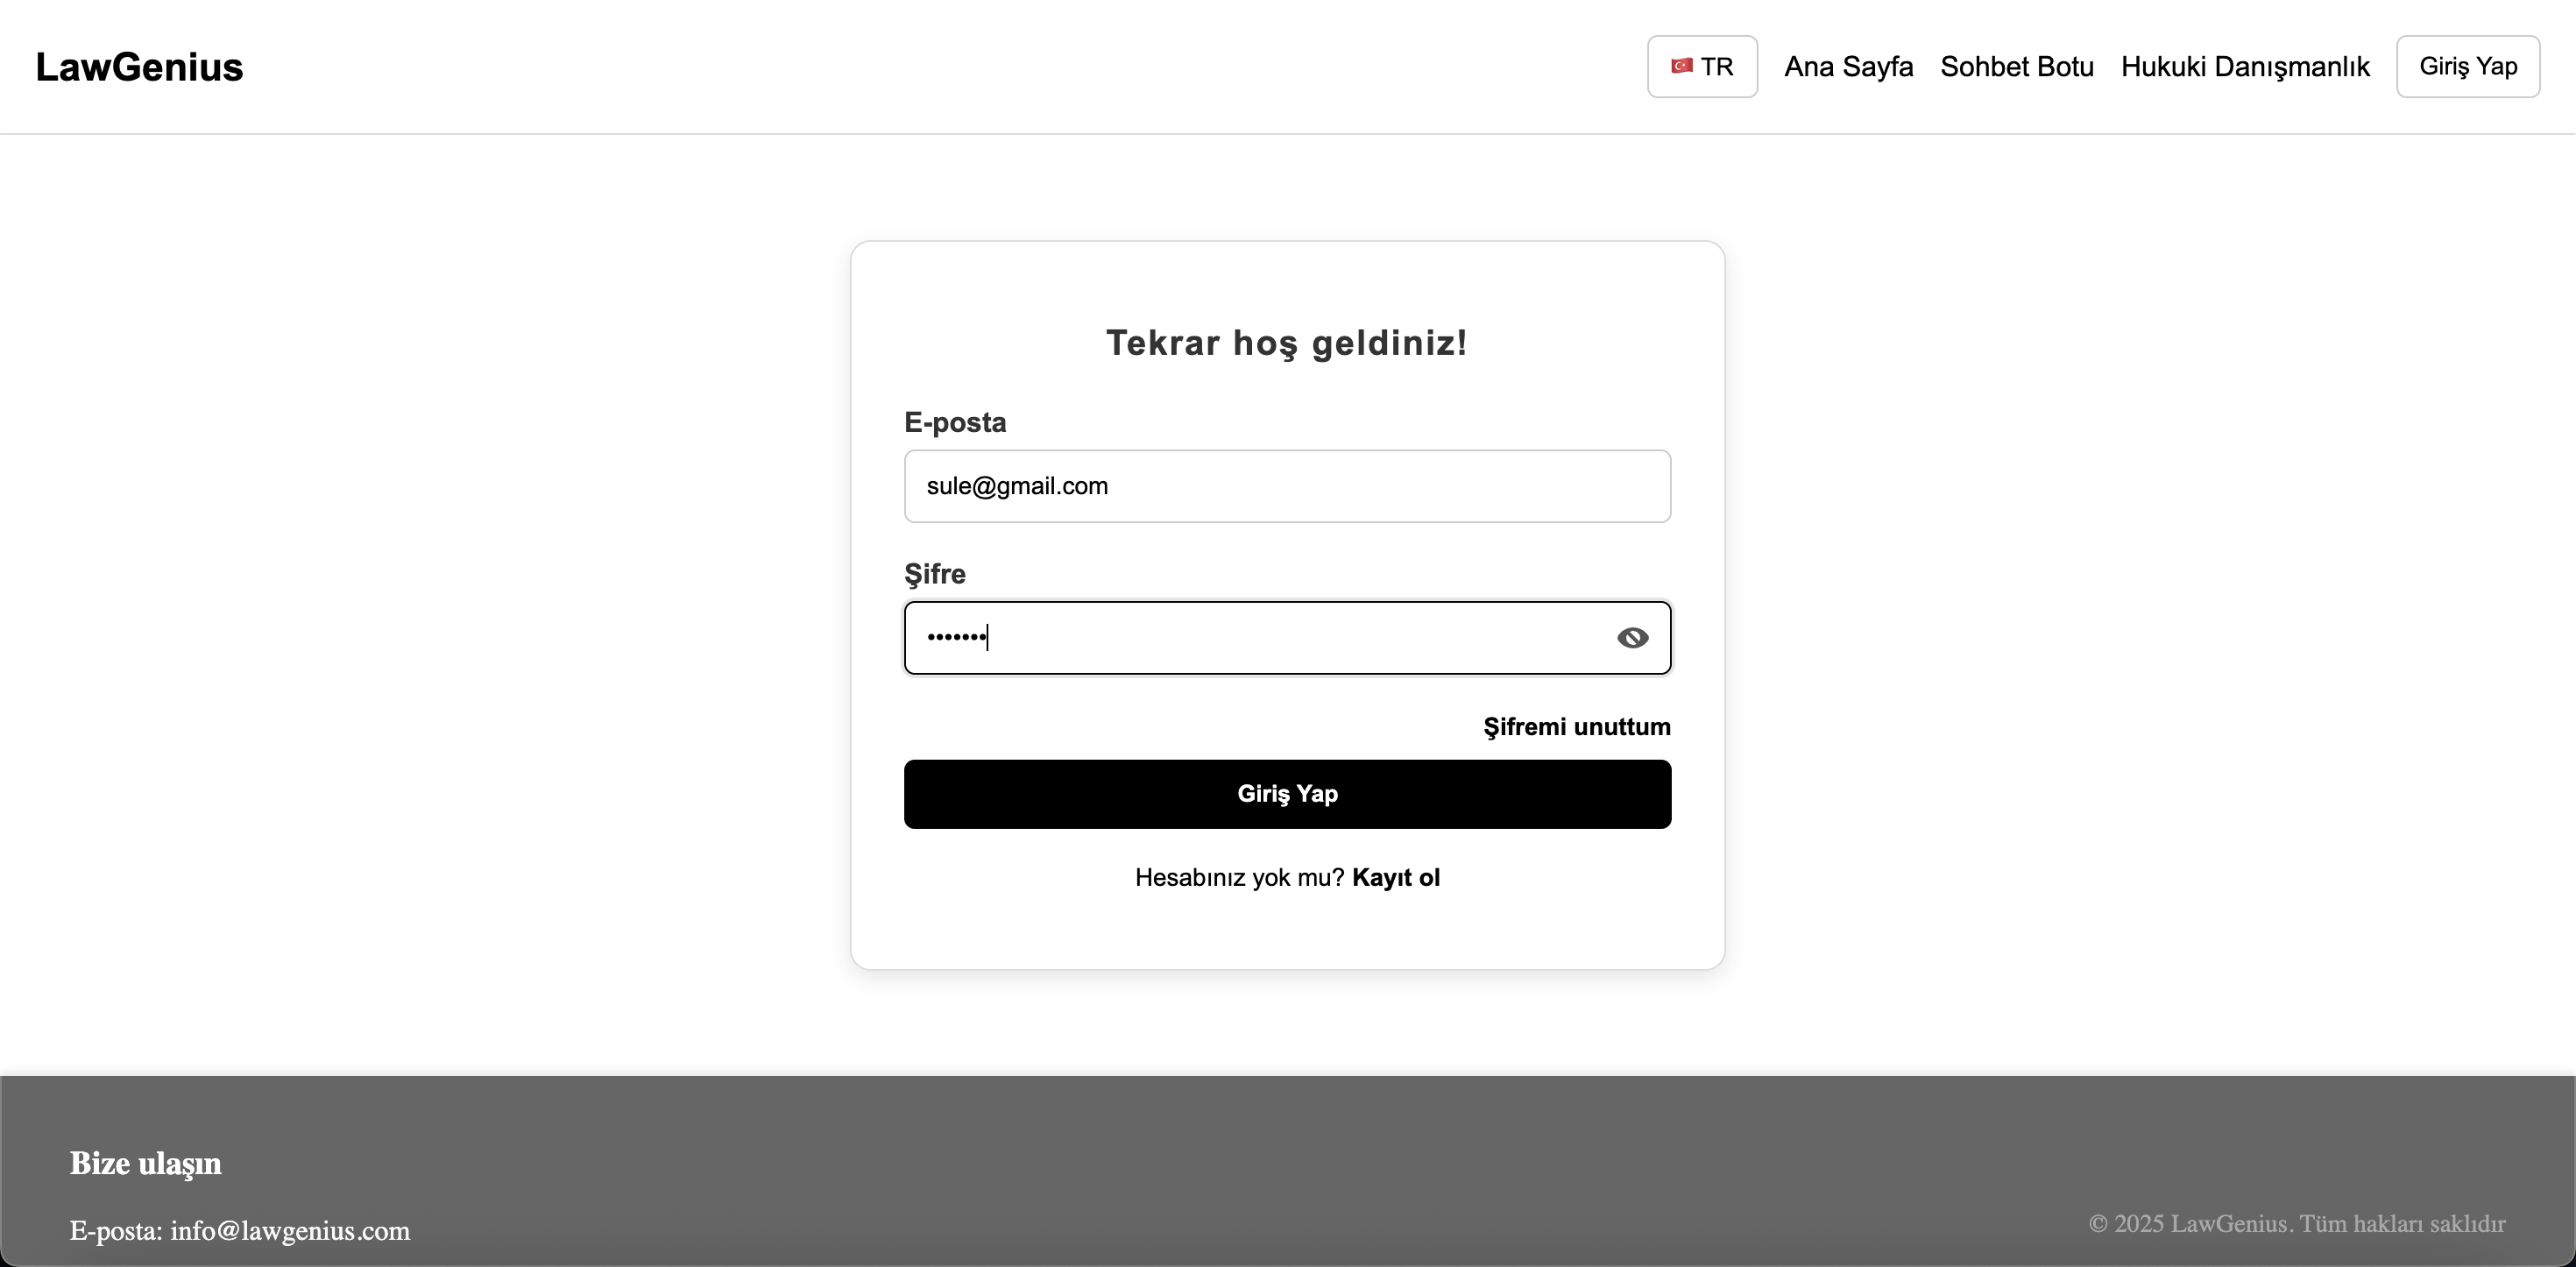 LawGenius
TR Ana Sayfa Sohbet Botu Hukuki Danışmanlık Giriş Yap
Tekrar hoş geldiniz!
E-posta
sule@gmail.com
Şifre
•••••••
Şifremi unuttum
Giriş Yap
Hesabınız yok mu? Kayıt ol
Bize ulaşın
E-posta: info@lawgenius.com
© 2025 LawGenius. Tüm hakları saklıdır